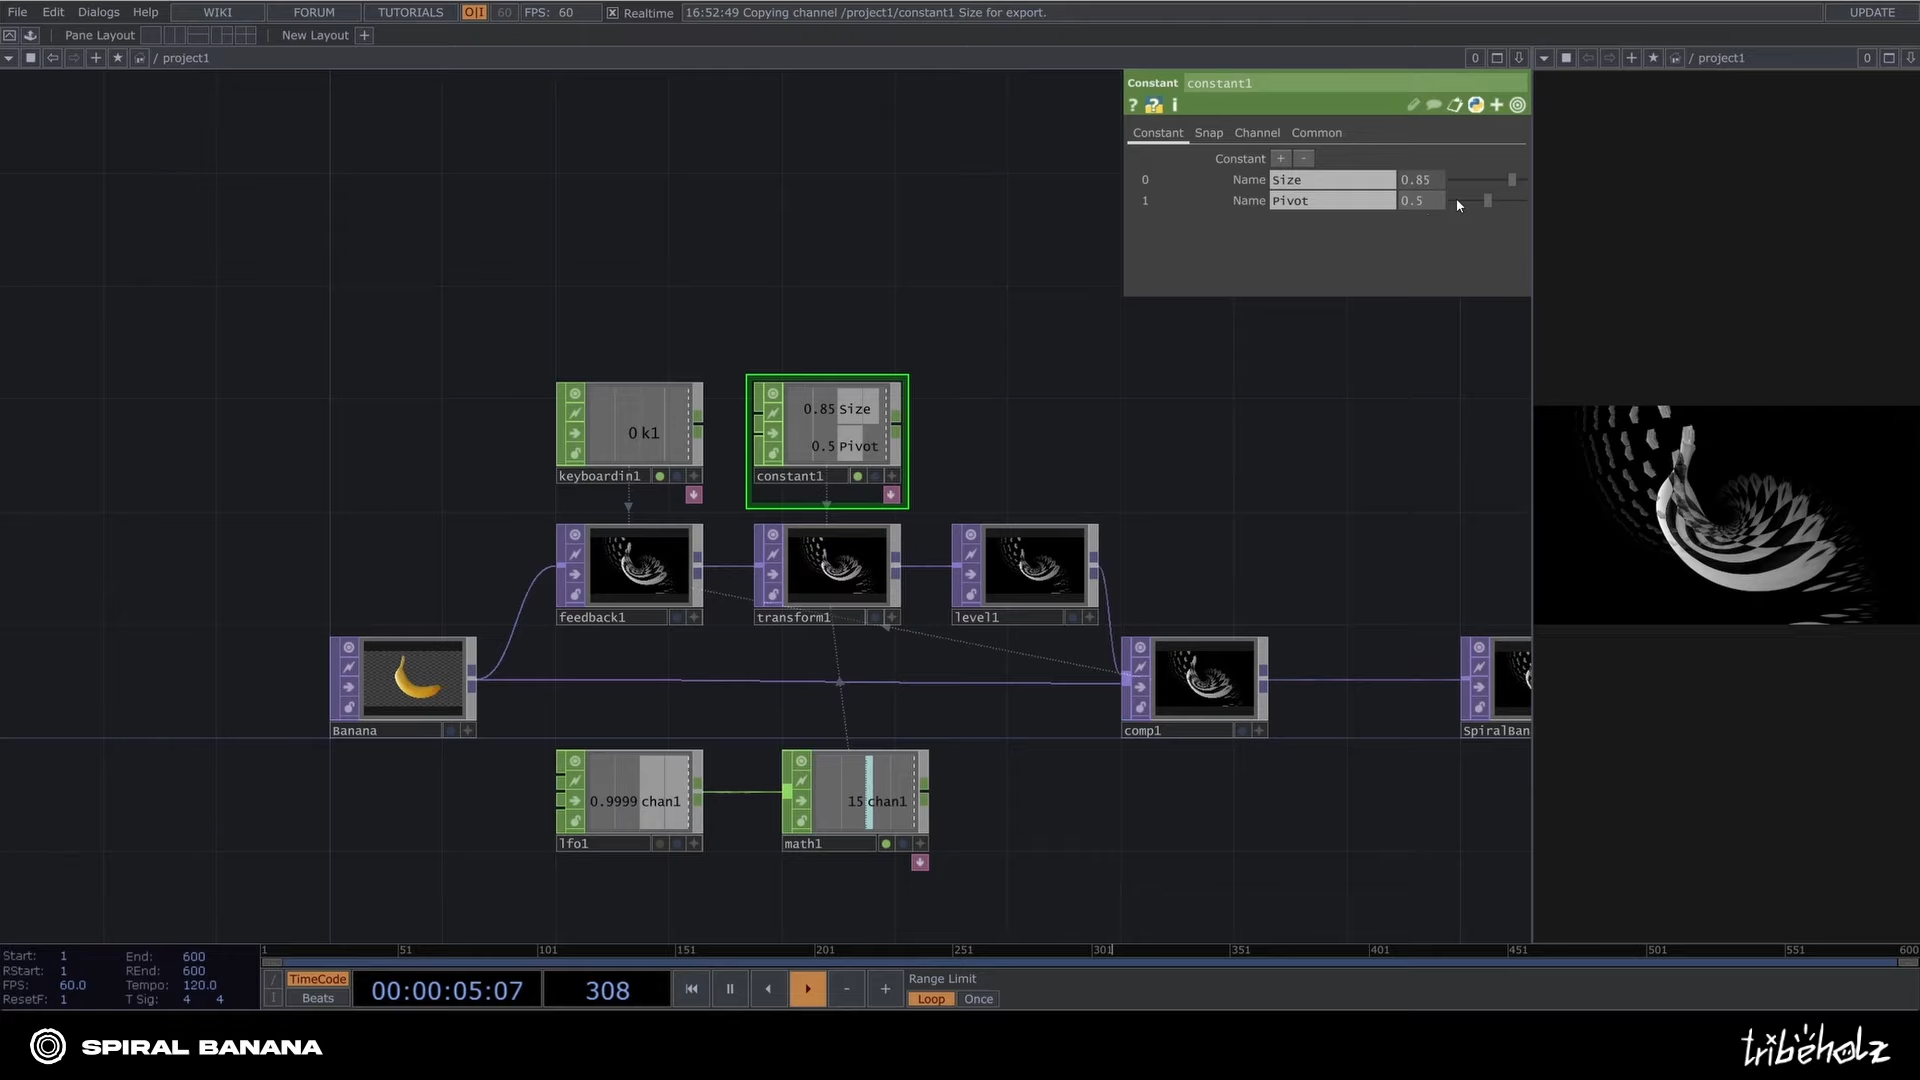 File Edit Dialogs Help WIKI FORUM TUTORIALS O|I 60 FPS: 60 Realtime 16:52:49 Copying channel /project1/constant1 Size for export. UPDATE
Pane Layout New Layout +
/ project1 0 / project1 0
Constant constant1
? ? i
Constant Snap Channel Common
Constant + -
0 Name Size 0.85
1 Name Pivot 0.5
0 k1
keyboardin1
0.85 Size
0.5 Pivot
constant1
feedback1
transform1
level1
Banana
comp1
SpiralBan
0.9999 chan1
lfo1
15 chan1
math1
1 51 101 151 201 251 301 351 401 451 501 551 600
Start: 1 End: 600
RStart: 1 REnd: 600
FPS: 60.0 Tempo: 120.0
ResetF: 1 T Sig: 4 4
TimeCode
Beats
00:00:05:07
308
- +
Range Limit
Loop Once
SPIRAL BANANA
tribeholz